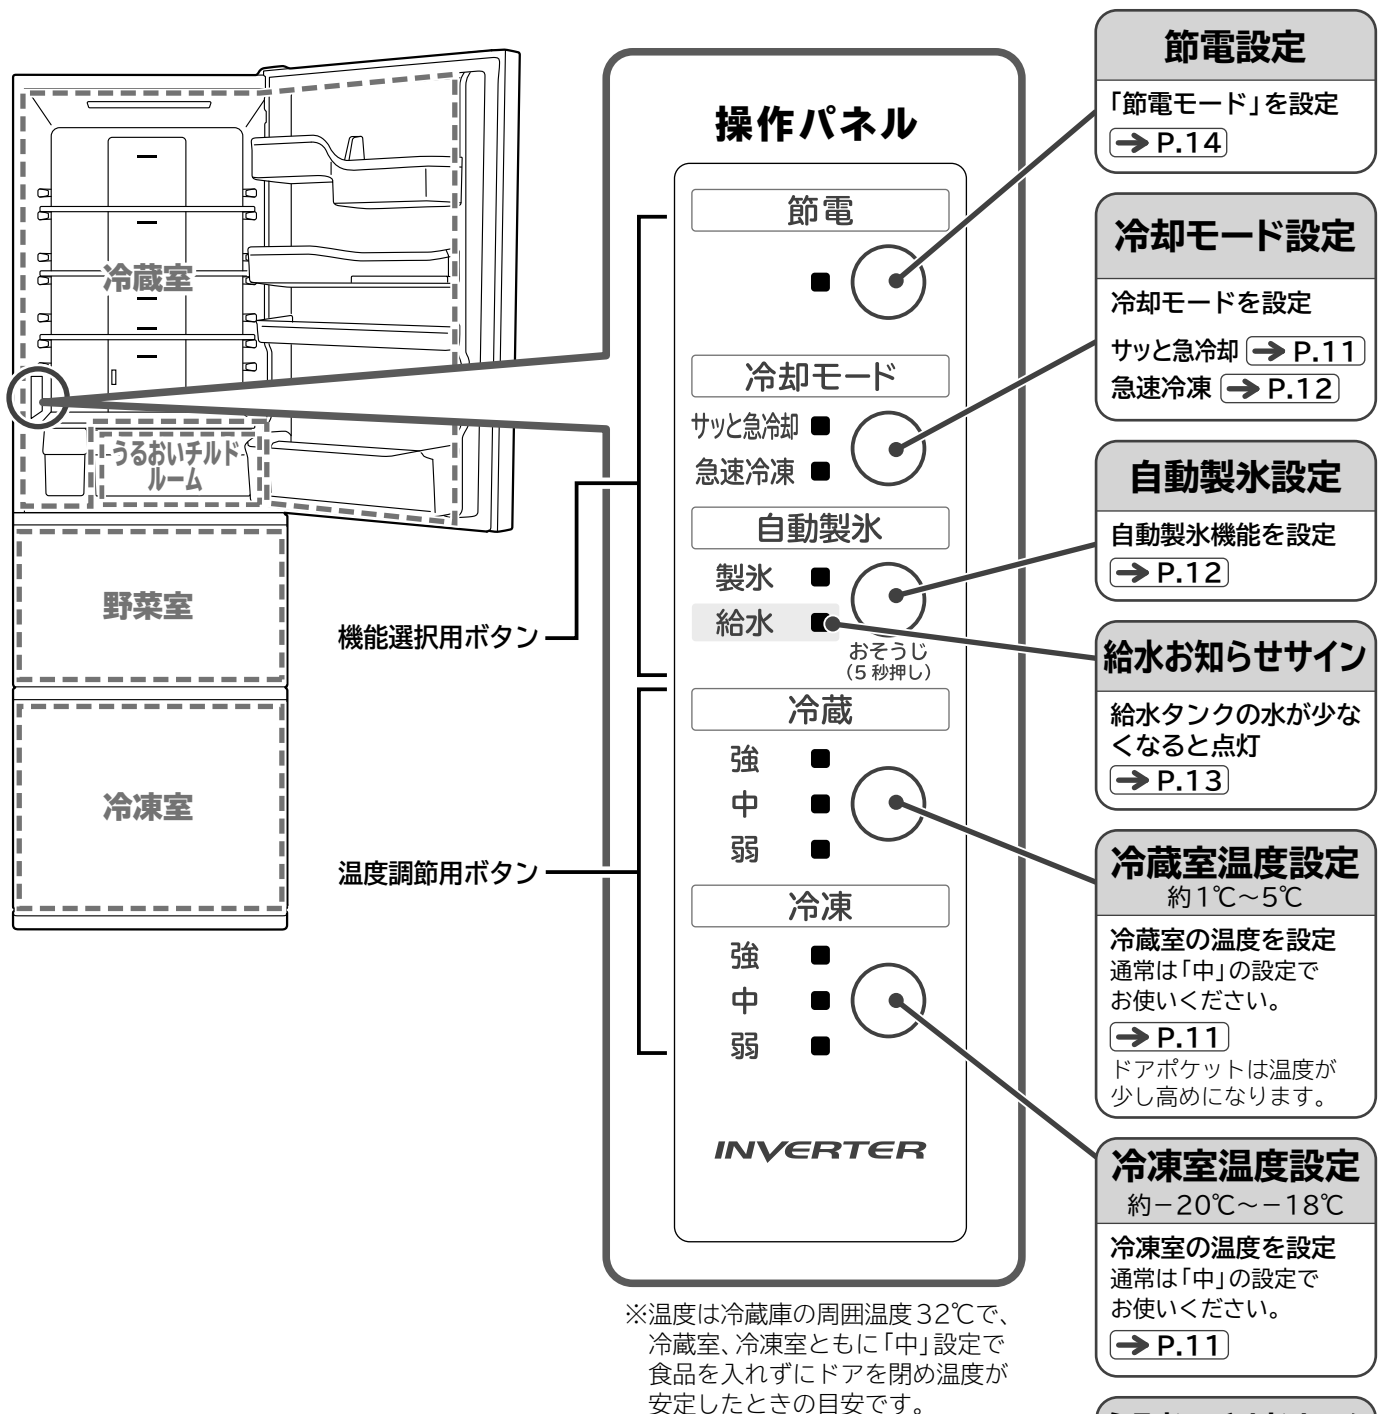 冷蔵室
うるおいチルド
ルーム
野菜室
冷凍室
機能選択用ボタン
温度調節用ボタン
操作パネル
節電
冷却モード
サッと急冷却
急速冷凍
自動製氷
製氷
給水
おそうじ
(5秒押し)
冷蔵
強
中
弱
冷凍
強
中
弱
INVERTER
※温度は冷蔵庫の周囲温度32℃で、
冷蔵室、冷凍室ともに「中」設定で
食品を入れずにドアを閉め温度が
安定したときの目安です。
節電設定
「節電モード」を設定
→ P.14
冷却モード設定
冷却モードを設定
サッと急冷却 → P.11
急速冷凍 → P.12
自動製氷設定
自動製氷機能を設定
→ P.12
給水お知らせサイン
給水タンクの水が少な
くなると点灯
→ P.13
冷蔵室温度設定
約1℃～5℃
冷蔵室の温度を設定
通常は「中」の設定で
お使いください。
→ P.11
ドアポケットは温度が
少し高めになります。
冷凍室温度設定
約－20℃～－18℃
冷凍室の温度を設定
通常は「中」の設定で
お使いください。
→ P.11